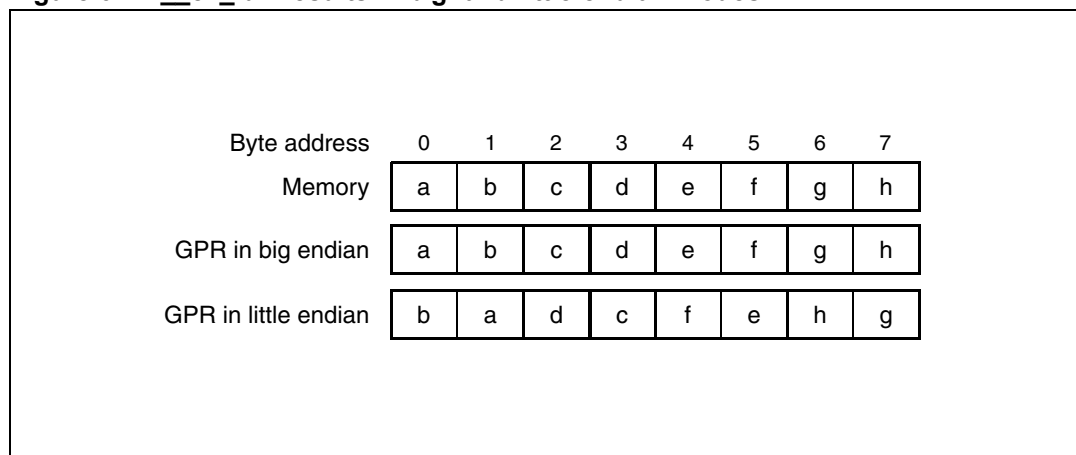 Byte address 0 1 2 3 4 5 6 7
Memory a b c d e f g h
GPR in big endian a b c d e f g h
GPR in little endian b a d c f e h g